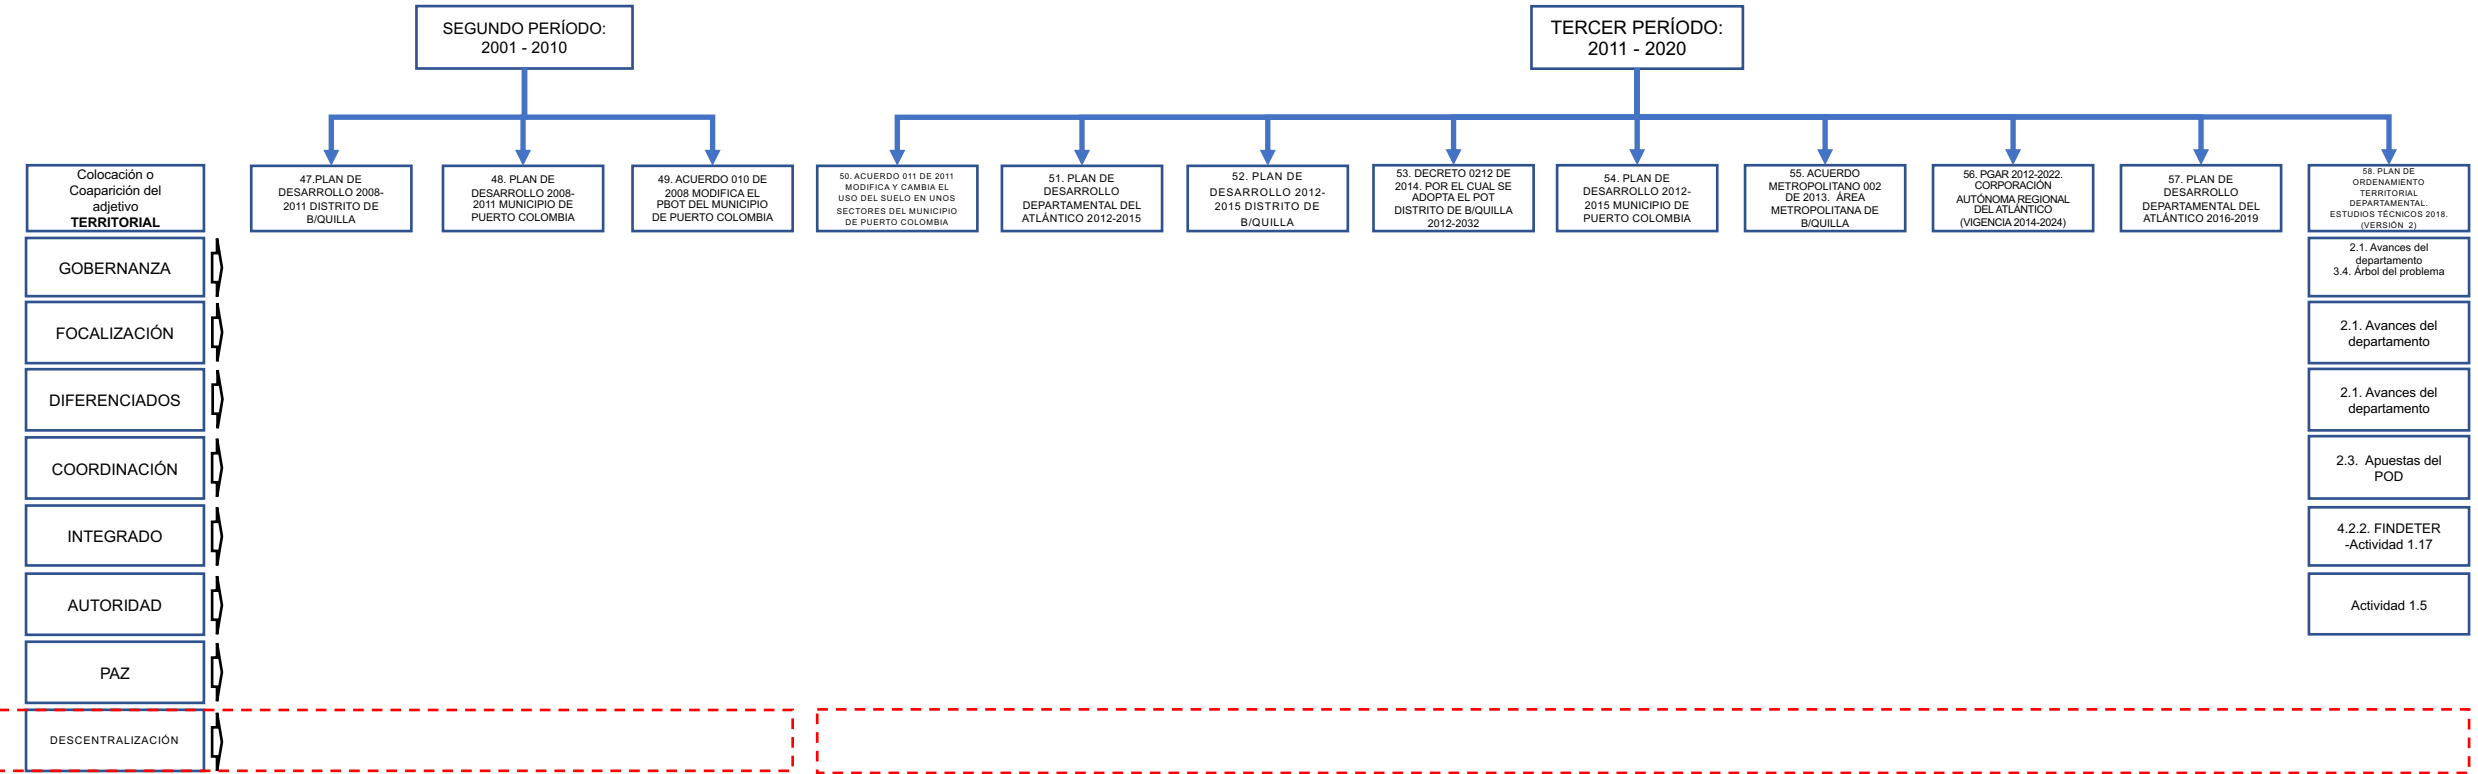 SEGUNDO PERÍODO:
2001 - 2010
TERCER PERÍODO:
2011 - 2020
Colocación o
Coaparición del
adjetivo
TERRITORIAL
47.PLAN DE
DESARROLLO 2008-
2011 DISTRITO DE
B/QUILLA
48. PLAN DE
DESARROLLO 2008-
2011 MUNICIPIO DE
PUERTO COLOMBIA
49. ACUERDO 010 DE
2008 MODIFICA EL
PBOT DEL MUNICIPIO
DE PUERTO COLOMBIA
50. ACUERDO 011 DE 2011
MODIFICA Y CAMBIA EL
USO DEL SUELO EN UNOS
SECTORES DEL MUNICIPIO
DE PUERTO COLOMBIA
51. PLAN DE
DESARROLLO
DEPARTAMENTAL DEL
ATLÁNTICO 2012-2015
52. PLAN DE
DESARROLLO 2012-
2015 DISTRITO DE
B/QUILLA
53. DECRETO 0212 DE
2014. POR EL CUAL SE
ADOPTA EL POT
DISTRITO DE B/QUILLA
2012-2032
54. PLAN DE
DESARROLLO 2012-
2015 MUNICIPIO DE
PUERTO COLOMBIA
55. ACUERDO
METROPOLITANO 002
DE 2013. ÁREA
METROPOLITANA DE
B/QUILLA
56. PGAR 2012-2022.
CORPORACIÓN
AUTÓNOMA REGIONAL
DEL ATLÁNTICO
(VIGENCIA 2014-2024)
57. PLAN DE
DESARROLLO
DEPARTAMENTAL DEL
ATLÁNTICO 2016-2019
58. PLAN DE
ORDENAMIENTO
TERRITORIAL
DEPARTAMENTAL.
ESTUDIOS TÉCNICOS 2018.
(VERSIÓN 2)
GOBERNANZA
2.1. Avances del
departamento
3.4. Árbol del problema
FOCALIZACIÓN
2.1. Avances del
departamento
DIFERENCIADOS
2.1. Avances del
departamento
COORDINACIÓN
2.3. Apuestas del
POD
INTEGRADO
4.2.2. FINDETER
-Actividad 1.17
AUTORIDAD
Actividad 1.5
PAZ
DESCENTRALIZACIÓN